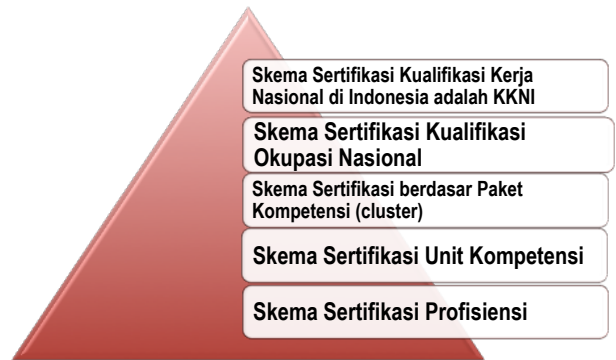 Skema Sertifikasi Kualifikasi Kerja
Nasional di Indonesia adalah KKNI
Skema Sertifikasi Kualifikasi
Okupasi Nasional
Skema Sertifikasi berdasar Paket
Kompetensi (cluster)
Skema Sertifikasi Unit Kompetensi
Skema Sertifikasi Profisiensi